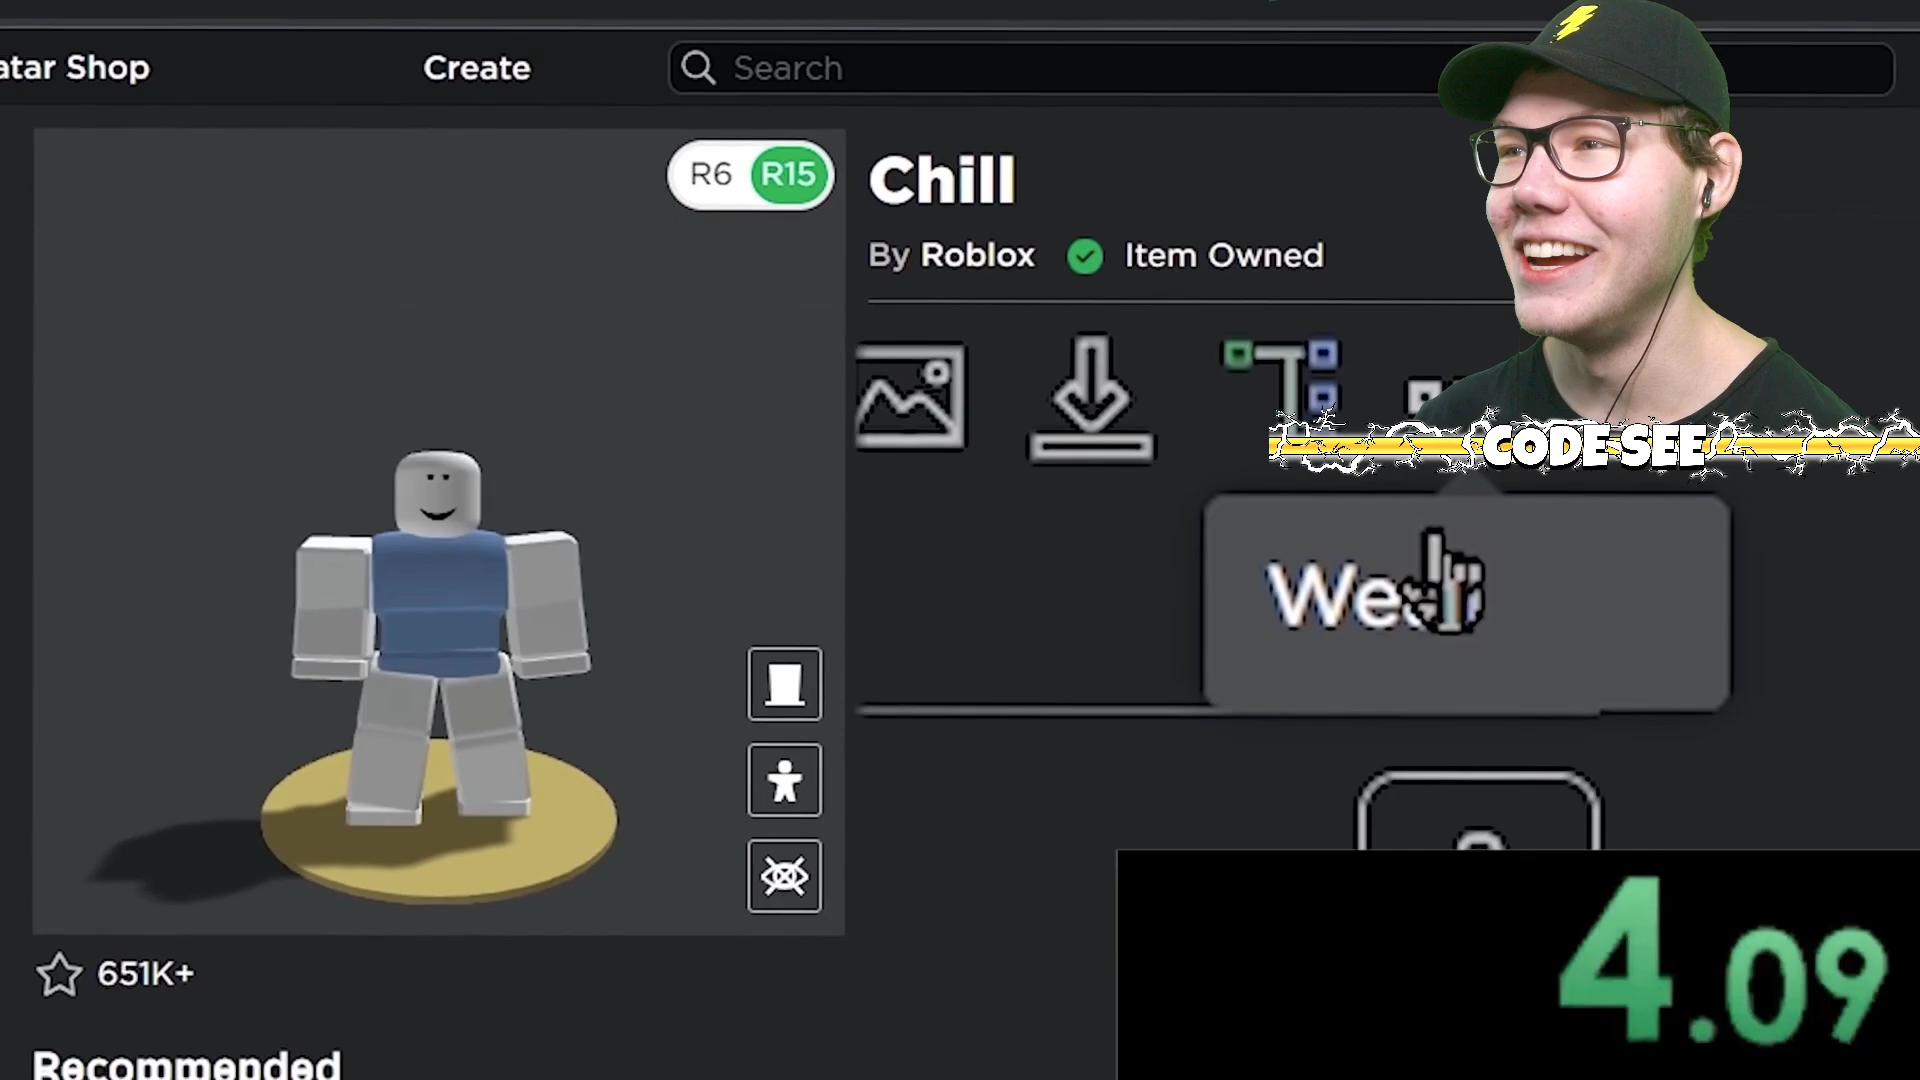 atar Shop
Create
Search
R6 R15
Chill
By Roblox Item Owned
CODE SEE
4.09
651K+
Recommended